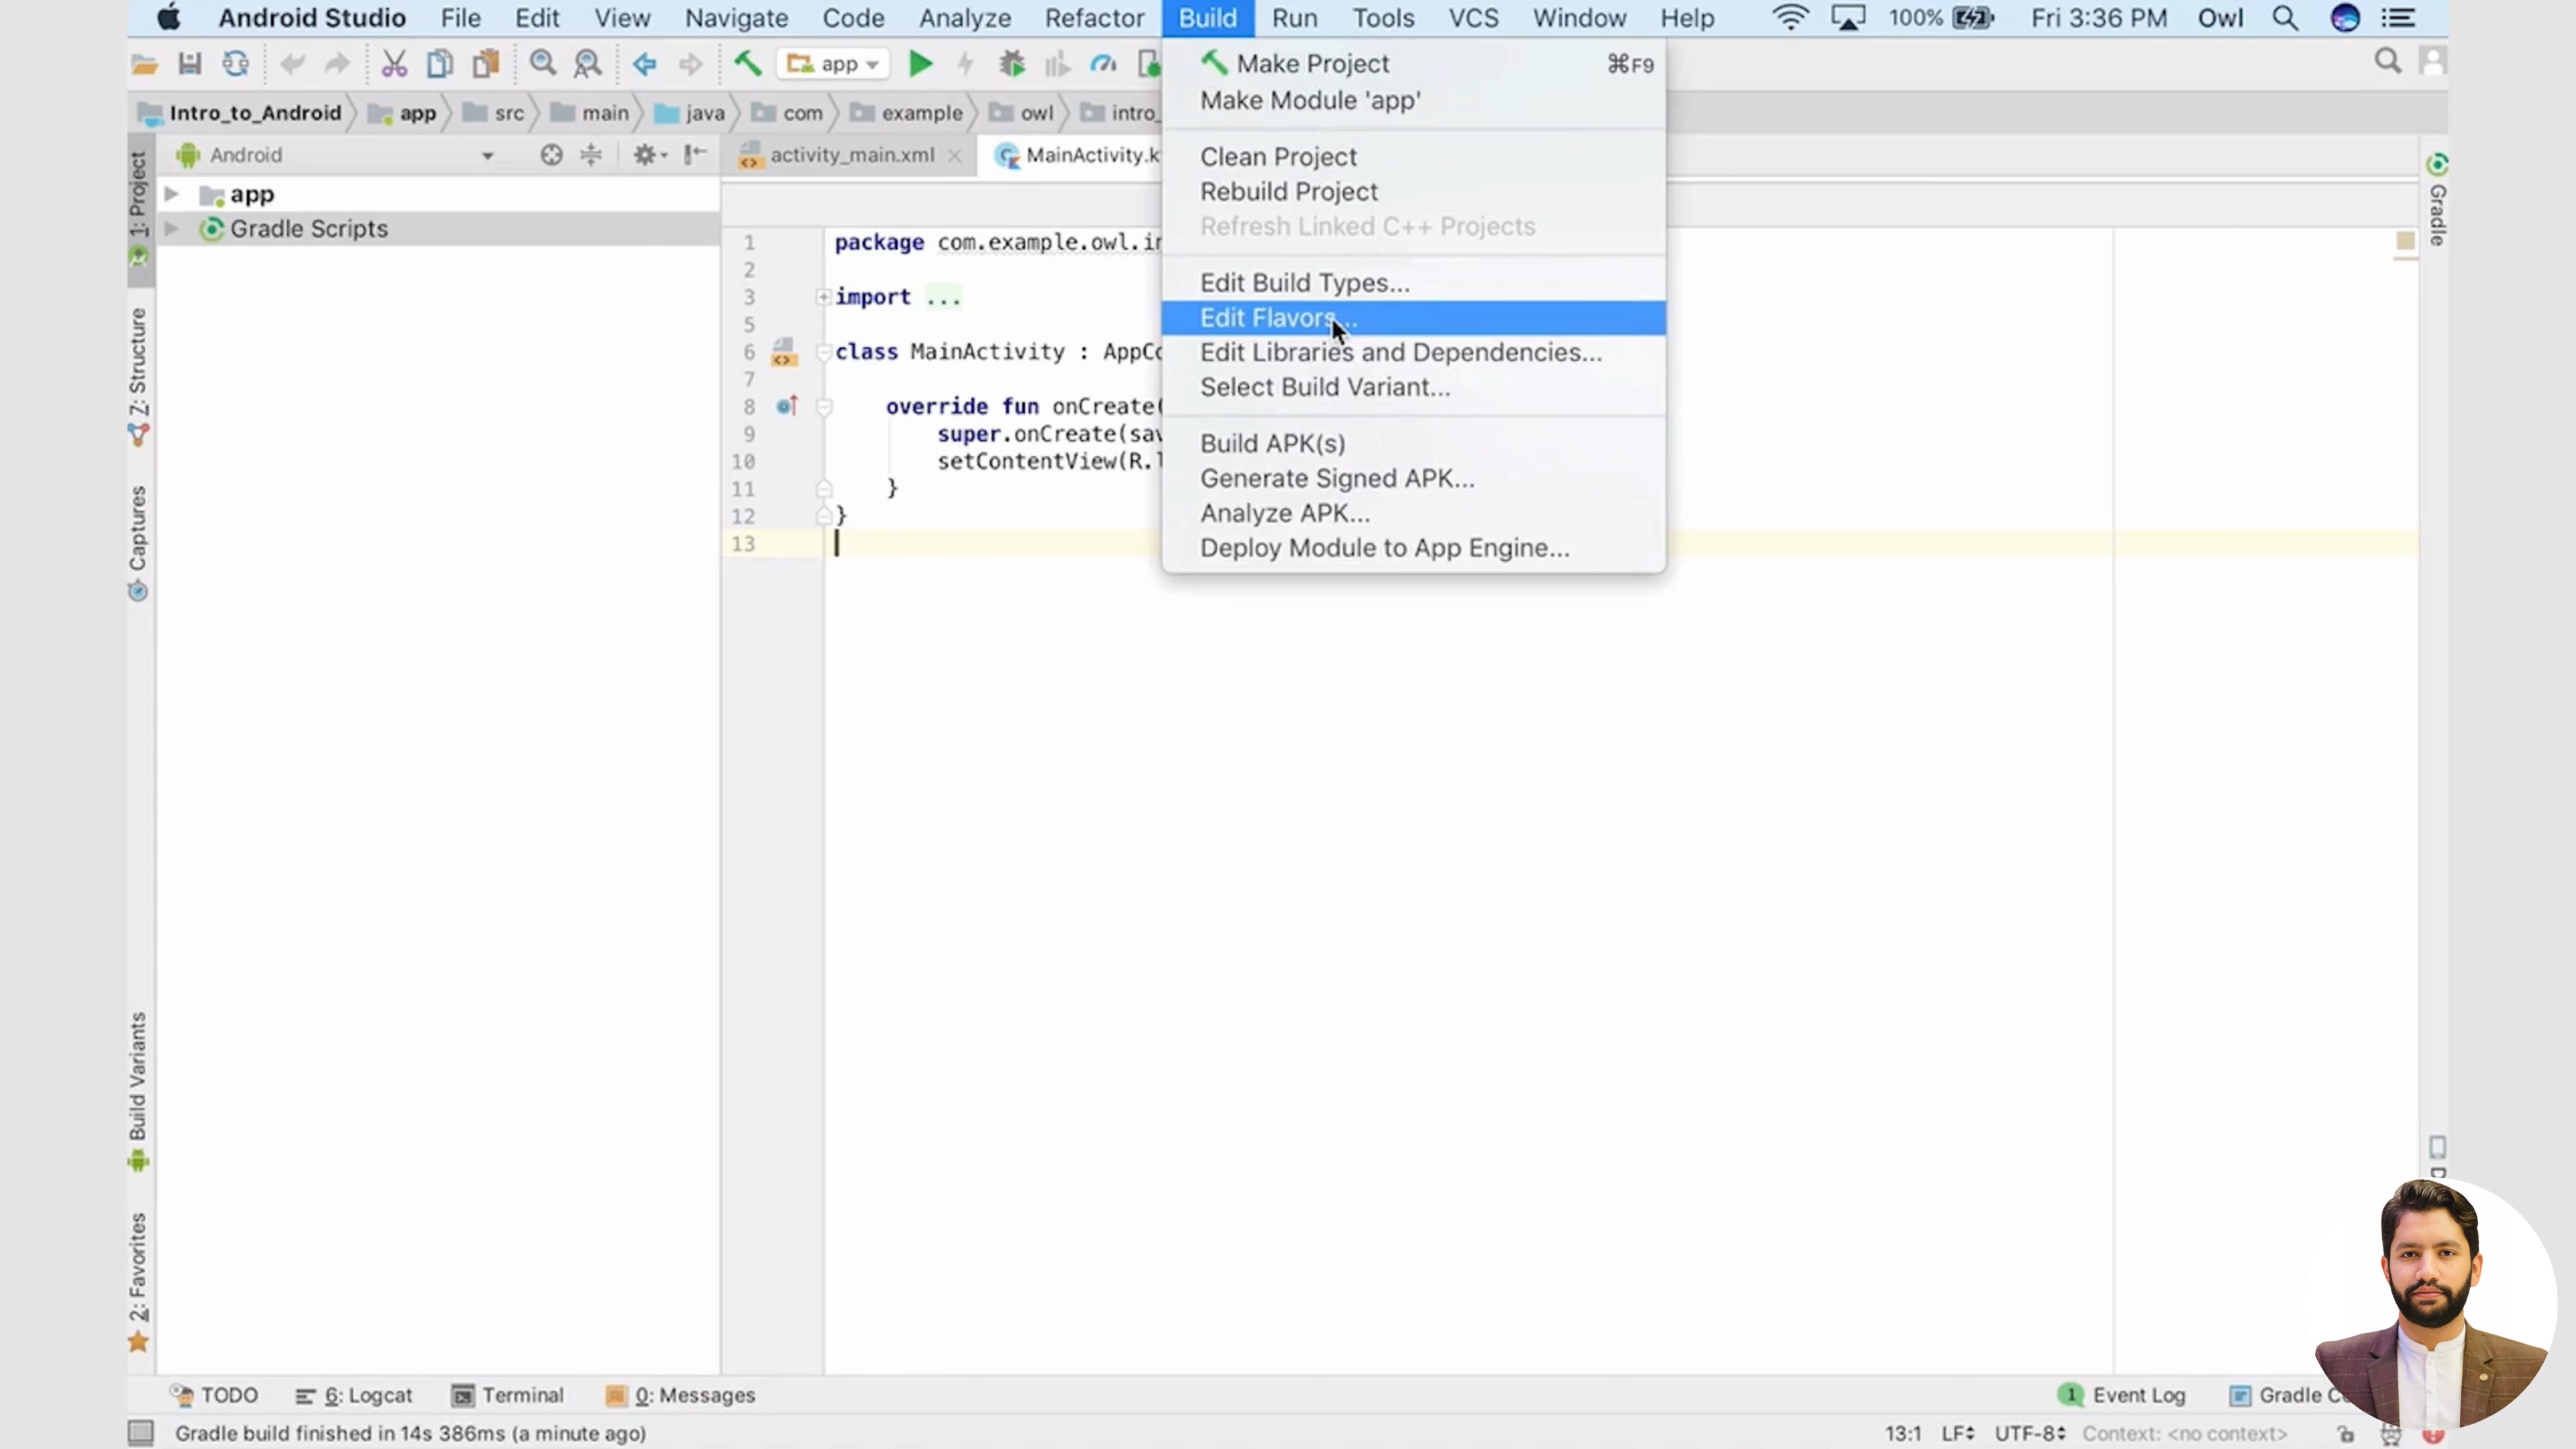 Android Studio File Edit View Navigate Code Analyze Refactor Build Run Tools VCS Window Help 100% Fri 3:36 PM Owl
app
Intro_to_Android app src main java com example owl intro_
Android
activity_main.xml
MainActivity.k
app
Gradle Scripts
1: Project
Z: Structure
Captures
Build Variants
2: Favorites
1 package com.example.owl.in
2
3 import ...
5
6 class MainActivity : AppCo
7
8 override fun onCreate(
9 super.onCreate(sav
10 setContentView(R.l
11 }
12 }
13
Make Project ⌘F9
Make Module 'app'
Clean Project
Rebuild Project
Refresh Linked C++ Projects
Edit Build Types...
Edit Flavors...
Edit Libraries and Dependencies...
Select Build Variant...
Build APK(s)
Generate Signed APK...
Analyze APK...
Deploy Module to App Engine...
Gradle
TODO 6: Logcat Terminal 0: Messages 1 Event Log Gradle Co
Gradle build finished in 14s 386ms (a minute ago) 13:1 LF UTF-8 Context: <no context>